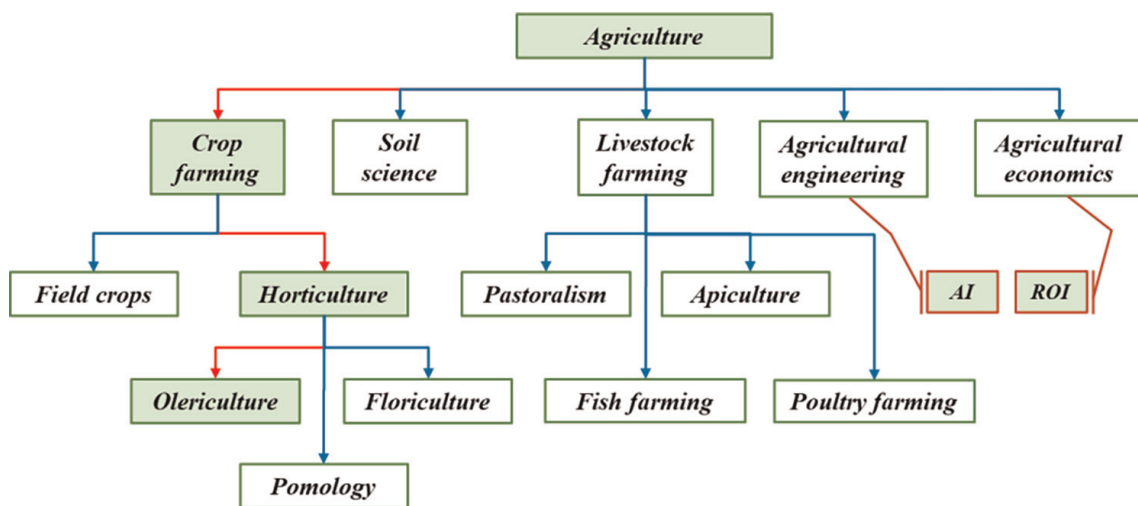 Agriculture
Crop
farming
Soil
science
Livestock
farming
Agricultural
engineering
Agricultural
economics
Field crops
Horticulture
Pastoralism
Apiculture
AI
ROI
Olericulture
Floriculture
Fish farming
Poultry farming
Pomology